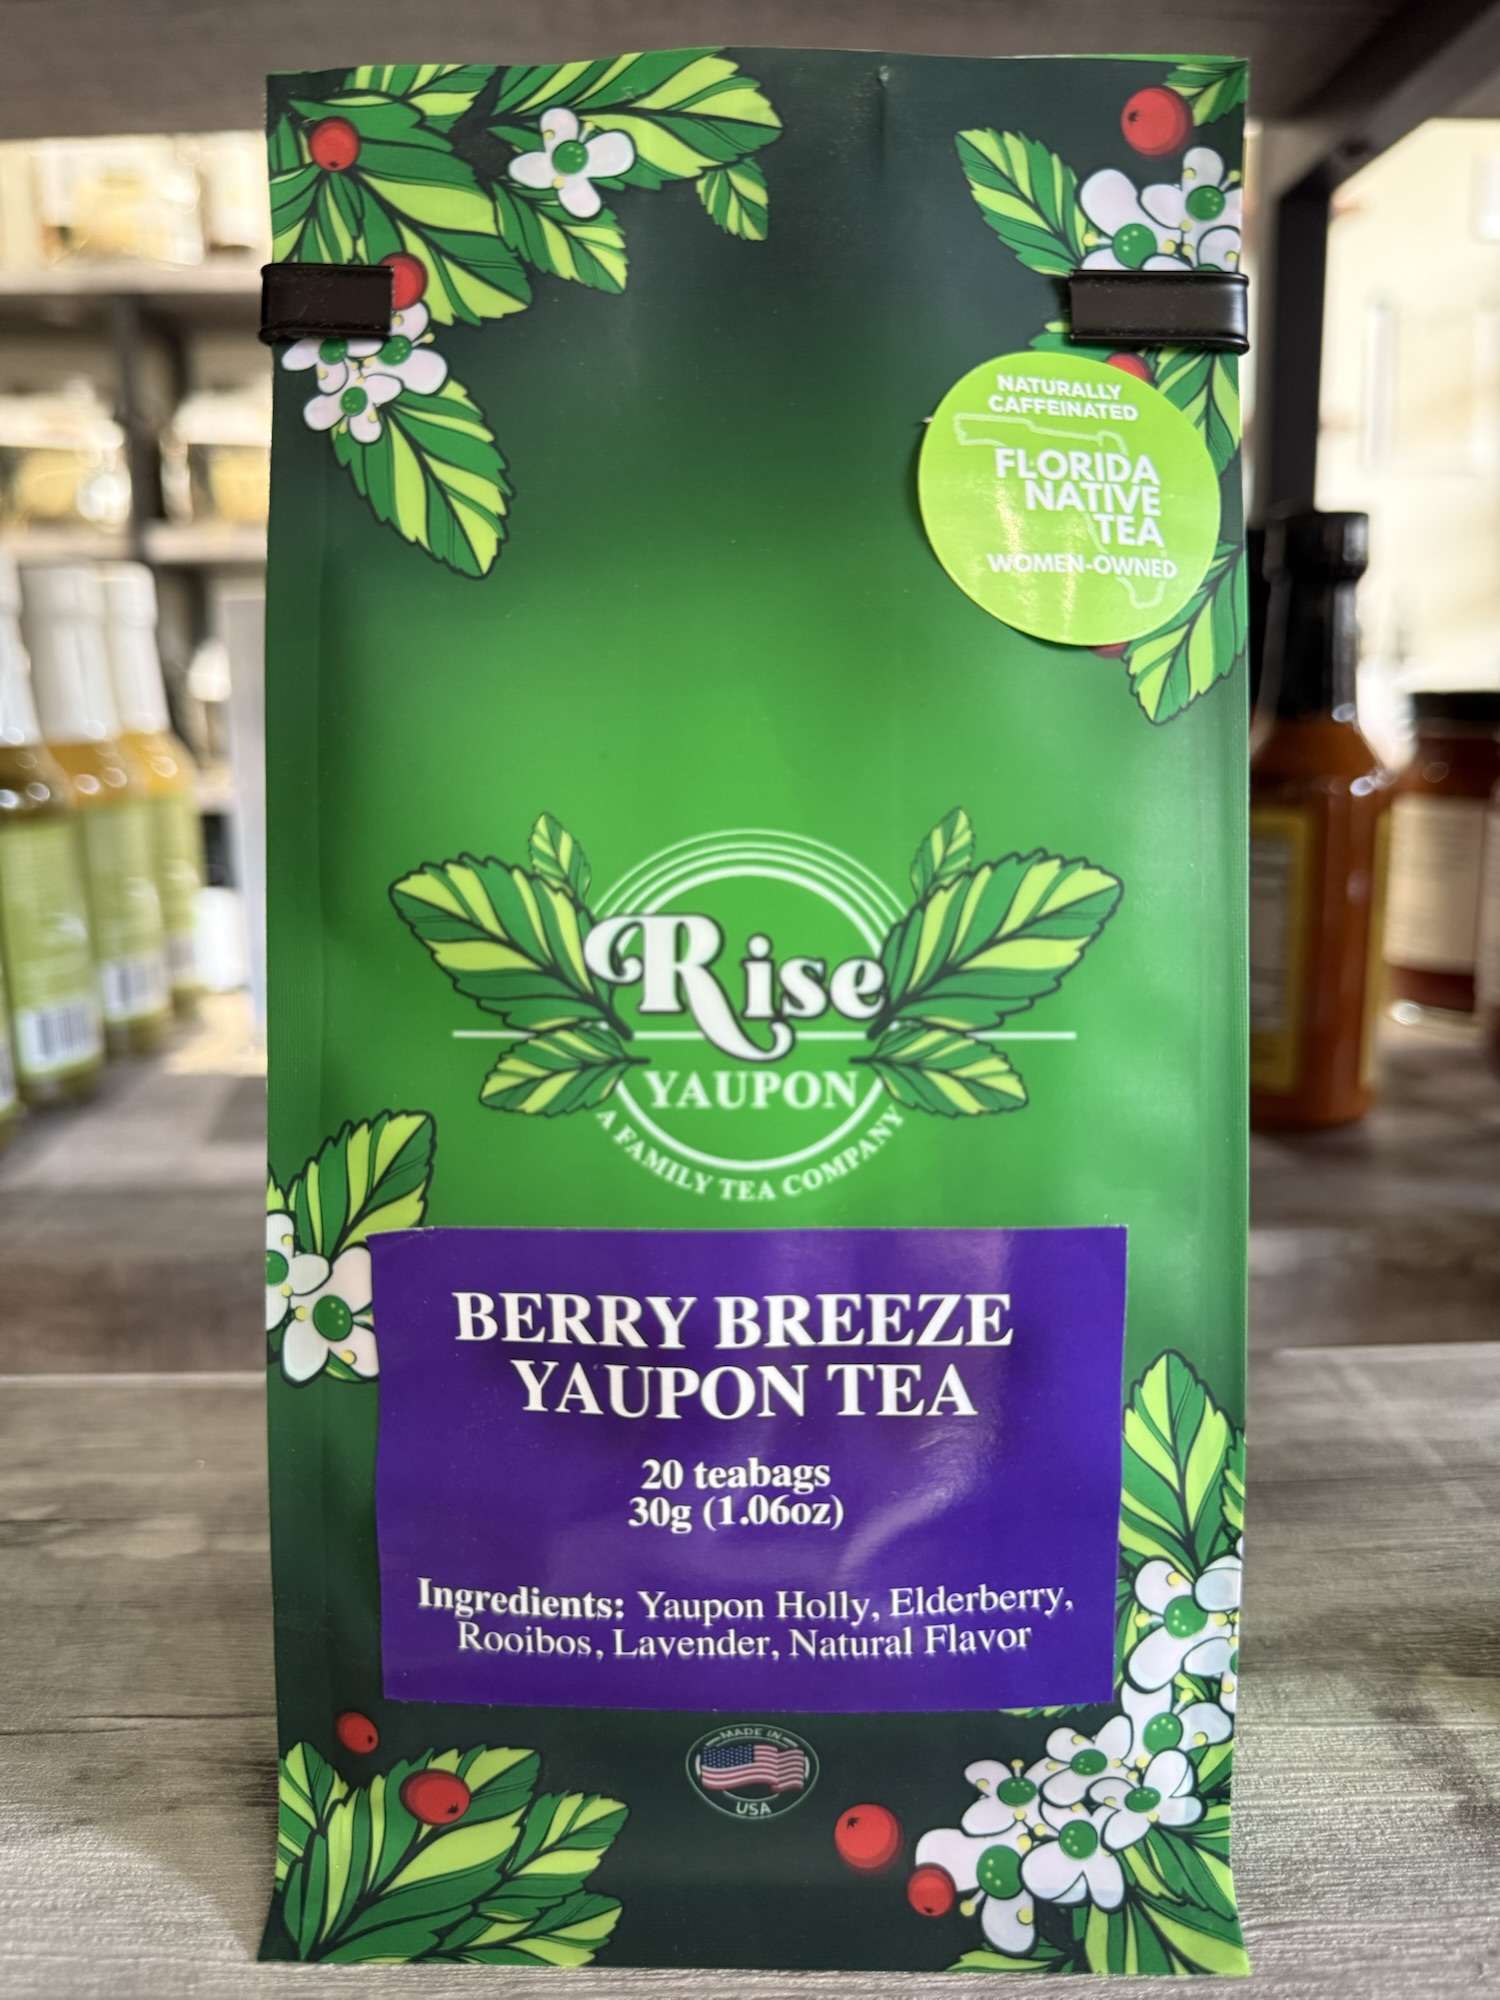 NATURALLY
CAFFEINATED
FLORIDA
NATIVE
TEA
WOMEN-OWNED
Rise
YAUPON
A FAMILY TEA COMPANY
BERRY BREEZE
YAUPON TEA
20 teabags
30g (1.06oz)
Ingredients: Yaupon Holly, Elderberry,
Rooibos, Lavender, Natural Flavor
MADE IN
USA